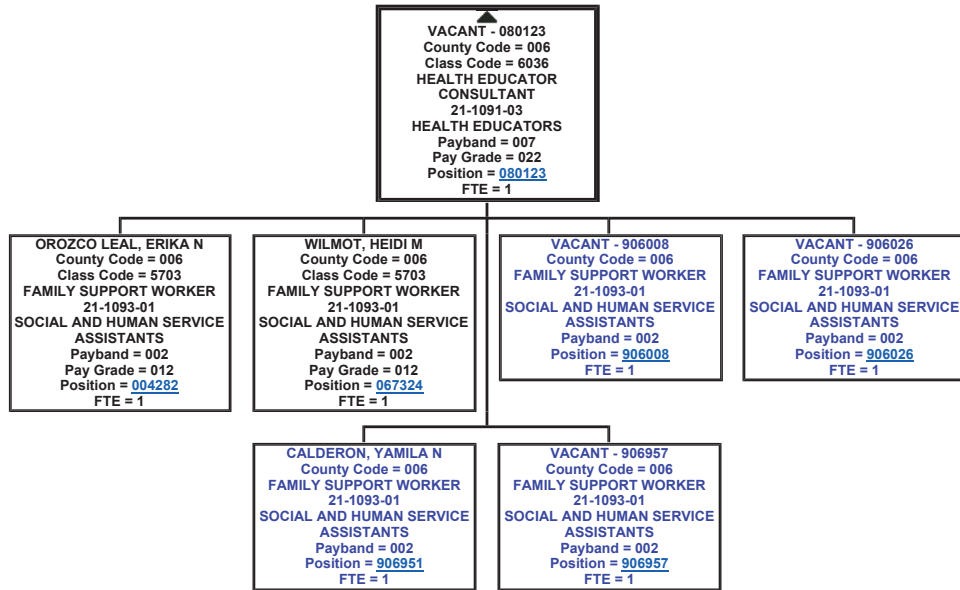 VACANT - 080123
County Code = 006
Class Code = 6036
HEALTH EDUCATOR
CONSULTANT
21-1091-03
HEALTH EDUCATORS
Payband = 007
Pay Grade = 022
Position = 080123
FTE = 1
OROZCO LEAL, ERIKA N
County Code = 006
Class Code = 5703
FAMILY SUPPORT WORKER
21-1093-01
SOCIAL AND HUMAN SERVICE
ASSISTANTS
Payband = 002
Pay Grade = 012
Position = 004282
FTE = 1
WILMOT, HEIDI M
County Code = 006
Class Code = 5703
FAMILY SUPPORT WORKER
21-1093-01
SOCIAL AND HUMAN SERVICE
ASSISTANTS
Payband = 002
Pay Grade = 012
Position = 067324
FTE = 1
VACANT - 906008
County Code = 006
FAMILY SUPPORT WORKER
21-1093-01
SOCIAL AND HUMAN SERVICE
ASSISTANTS
Payband = 002
Position = 906008
FTE = 1
VACANT - 906026
County Code = 006
FAMILY SUPPORT WORKER
21-1093-01
SOCIAL AND HUMAN SERVICE
ASSISTANTS
Payband = 002
Position = 906026
FTE = 1
CALDERON, YAMILA N
County Code = 006
FAMILY SUPPORT WORKER
21-1093-01
SOCIAL AND HUMAN SERVICE
ASSISTANTS
Payband = 002
Position = 906951
FTE = 1
VACANT - 906957
County Code = 006
FAMILY SUPPORT WORKER
21-1093-01
SOCIAL AND HUMAN SERVICE
ASSISTANTS
Payband = 002
Position = 906957
FTE = 1